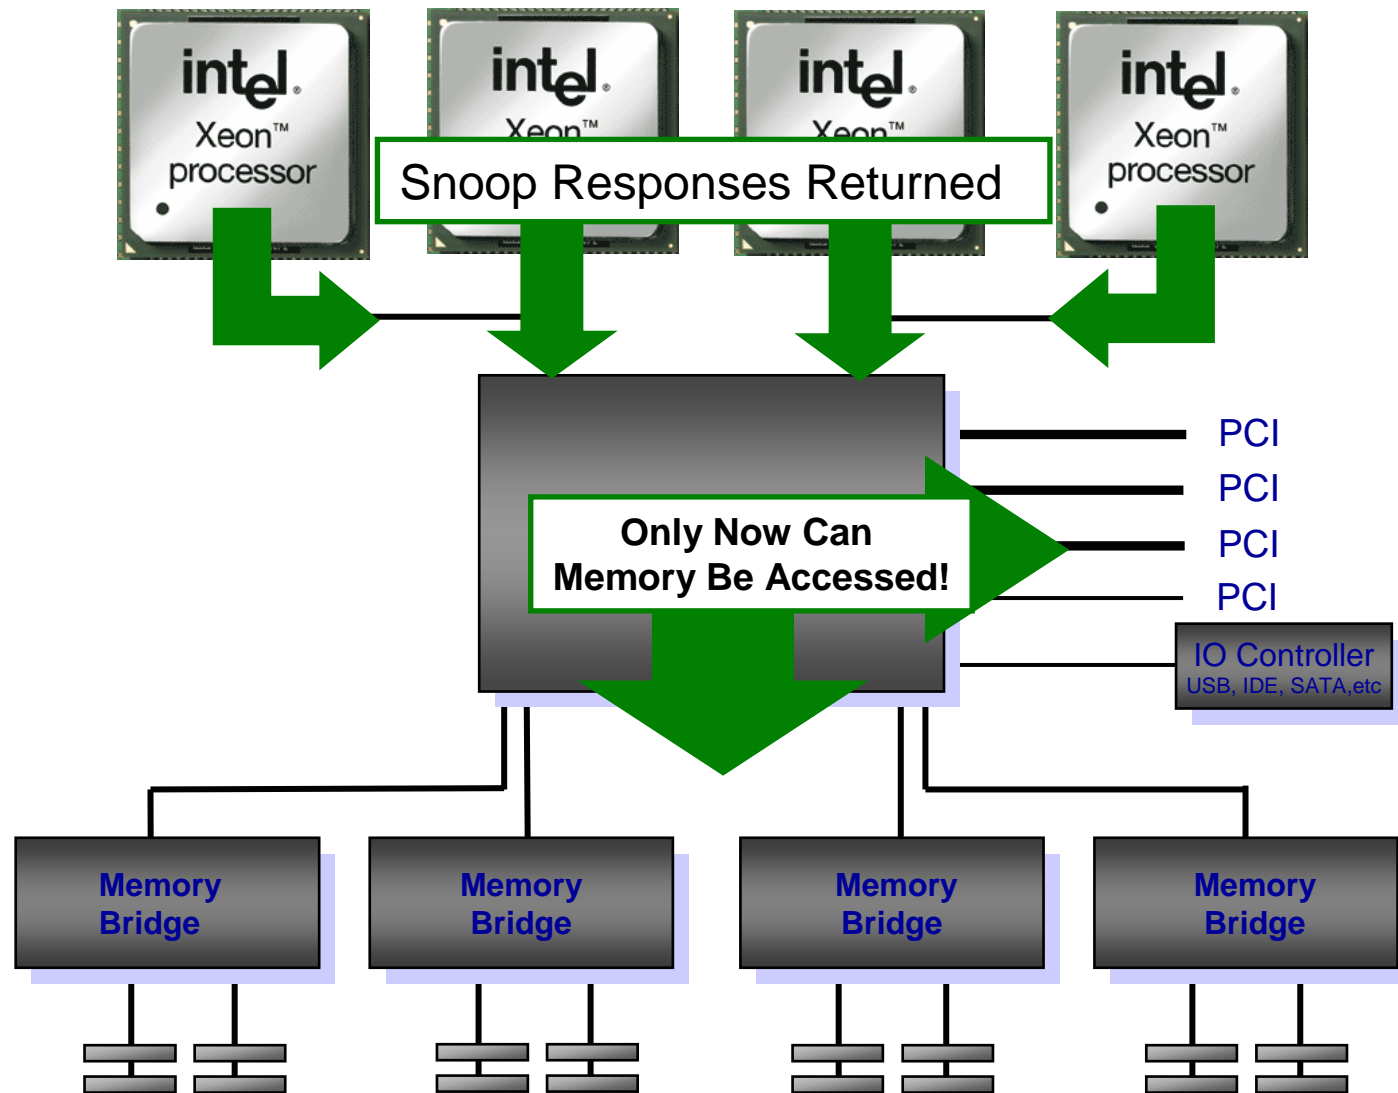 intel®
Xeon™
processor
intel®
Xeon™
intel®
Xeon™
intel®
Xeon™
processor
Snoop Responses Returned
PCI
PCI
PCI
PCI
Only Now Can
Memory Be Accessed!
IO Controller
USB, IDE, SATA,etc
Memory
Bridge
Memory
Bridge
Memory
Bridge
Memory
Bridge